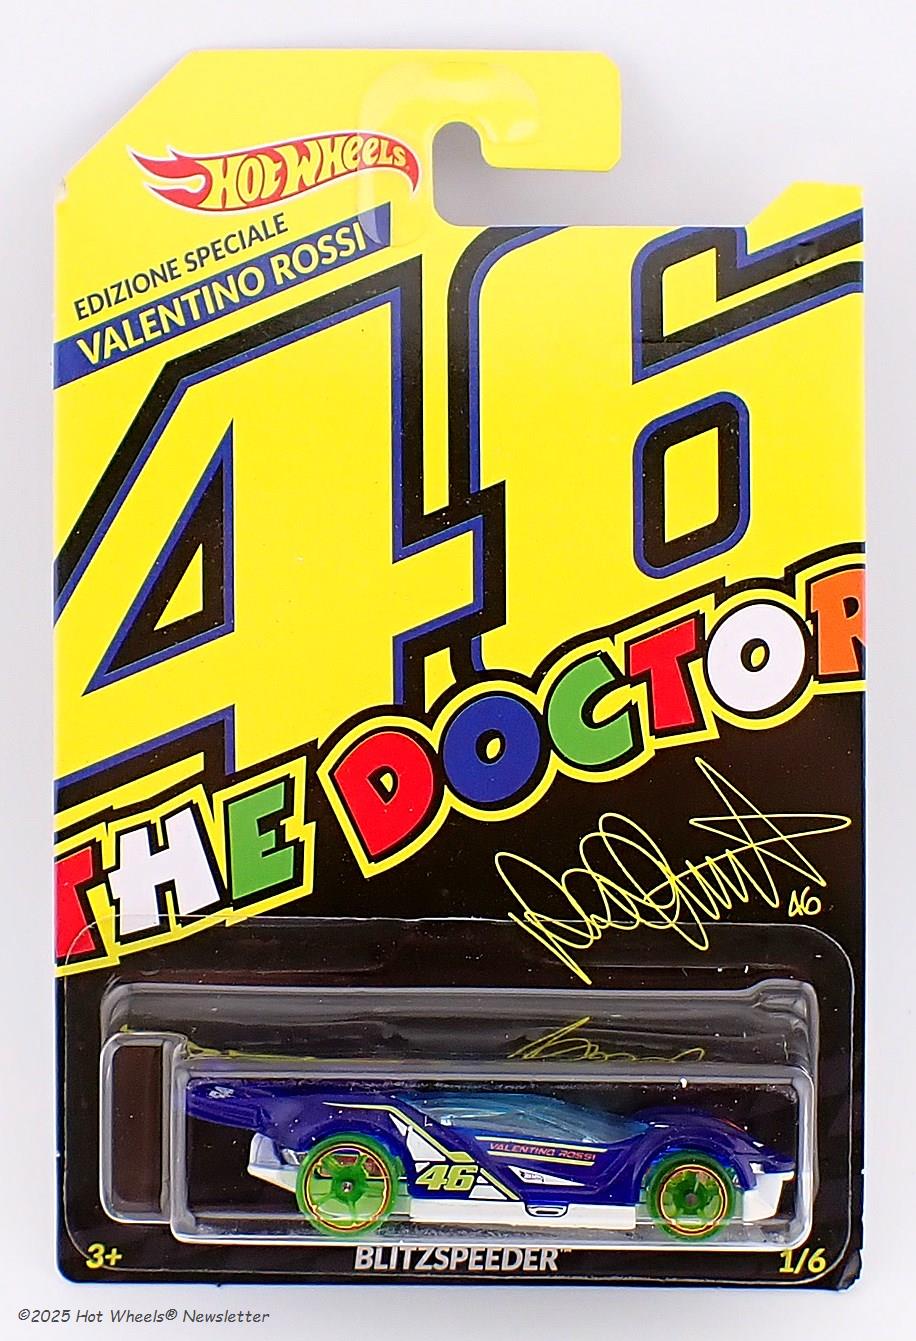 HOT WHEELS
EDIZIONE SPECIALE
VALENTINO ROSSI
46
THE DOCTOR
46
VALENTINO ROSSI
46
3+
BLITZSPEEDER™
1/6
©2025 Hot Wheels® Newsletter